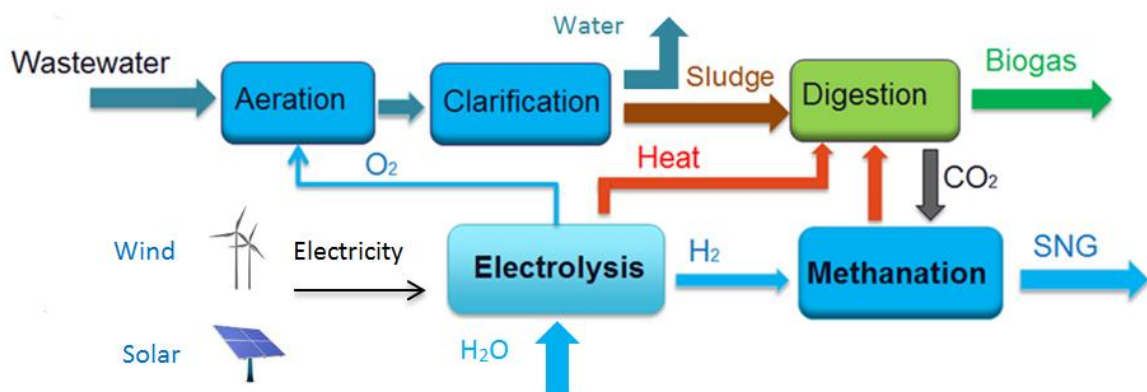 Water
Wastewater
Aeration
Clarification
Sludge
Digestion
Biogas
O₂
Heat
CO₂
Wind
Electricity
Electrolysis
H₂
Methanation
SNG
Solar
H₂O